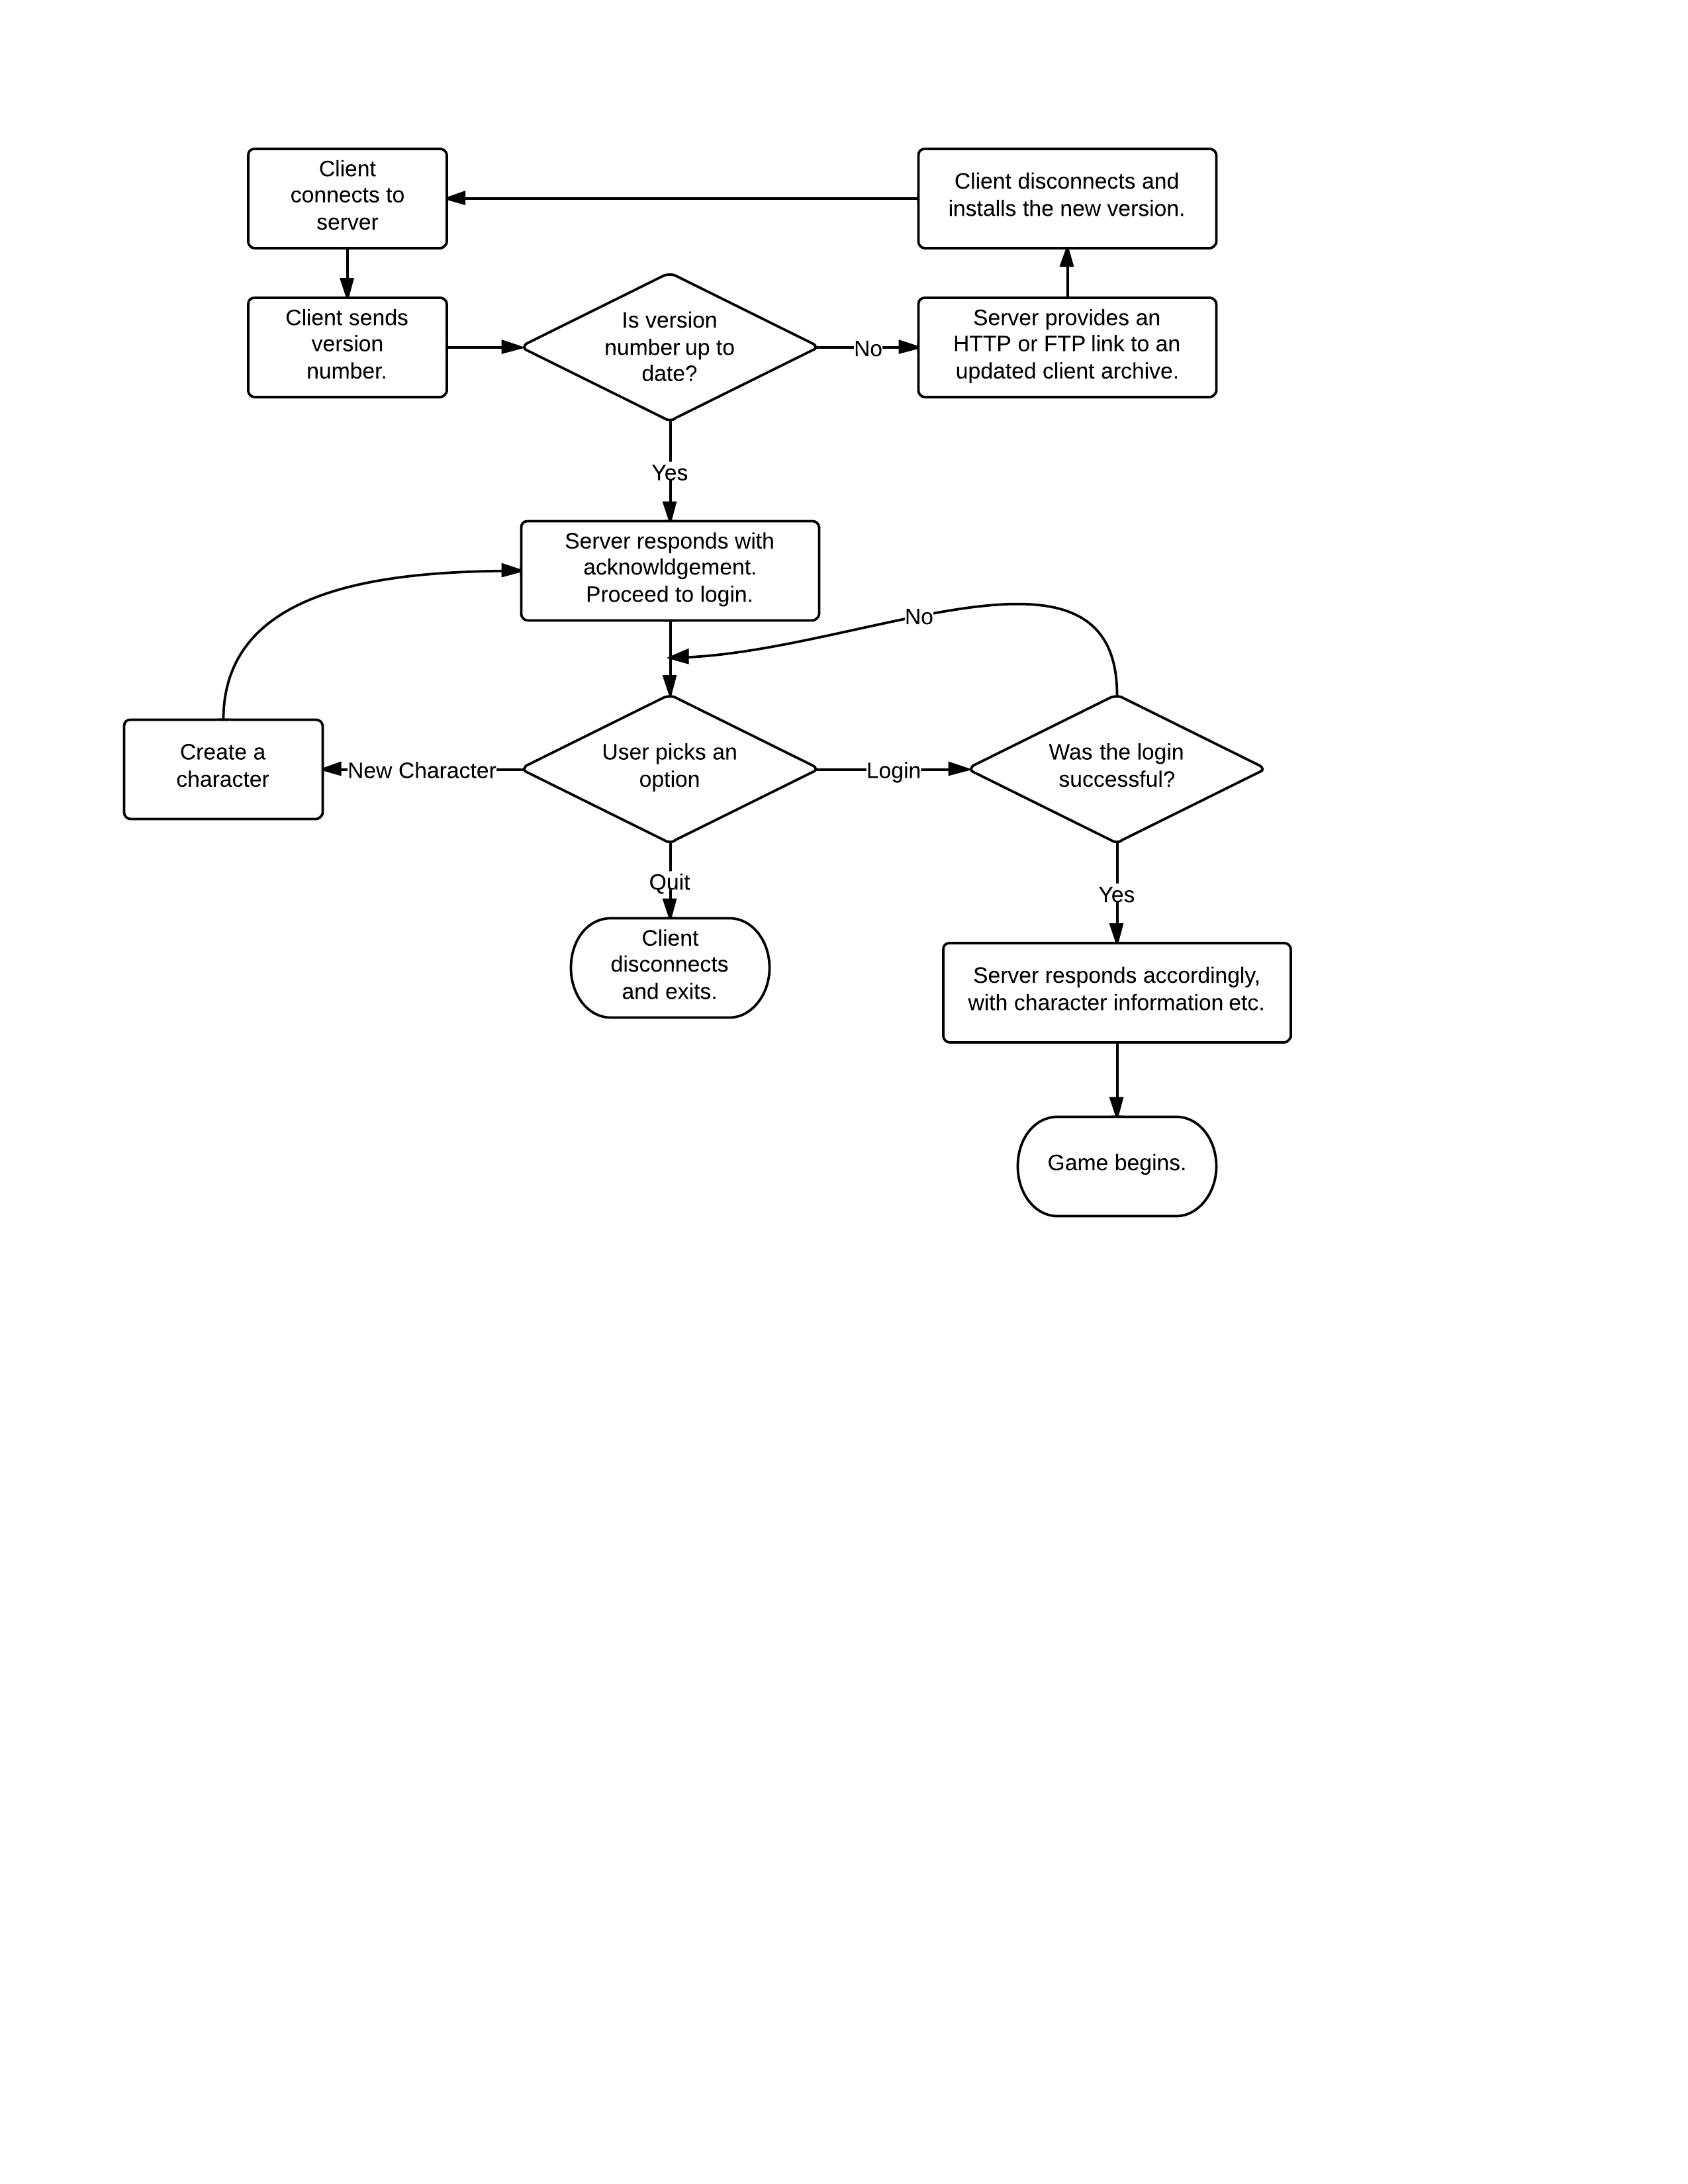 Client
connects to
server
Client disconnects and
installs the new version.
Client sends
version
number.
Is version
number up to
date?
No
Server provides an
HTTP or FTP link to an
updated client archive.
Yes
Server responds with
acknowldgement.
Proceed to login.
No
Create a
character
New Character
User picks an
option
Login
Was the login
successful?
Quit
Yes
Client
disconnects
and exits.
Server responds accordingly,
with character information etc.
Game begins.